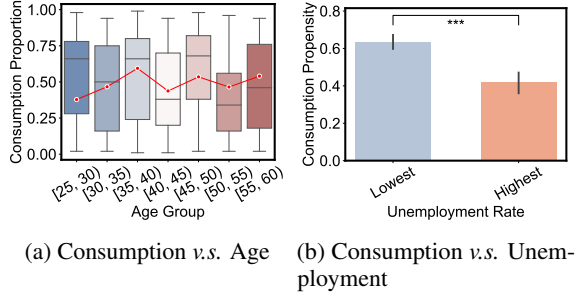 Consumption Proportion
1.00
0.75
0.50
0.25
0.00
[25, 30)
[30, 35)
[35, 40)
[40, 45)
[45, 50)
[50, 55)
[55, 60)
Age Group
(a) Consumption v.s. Age
Consumption Propensity
0.8
0.6
0.4
0.2
0.0
***
Lowest
Highest
Unemployment Rate
(b) Consumption v.s. Unem-
ployment